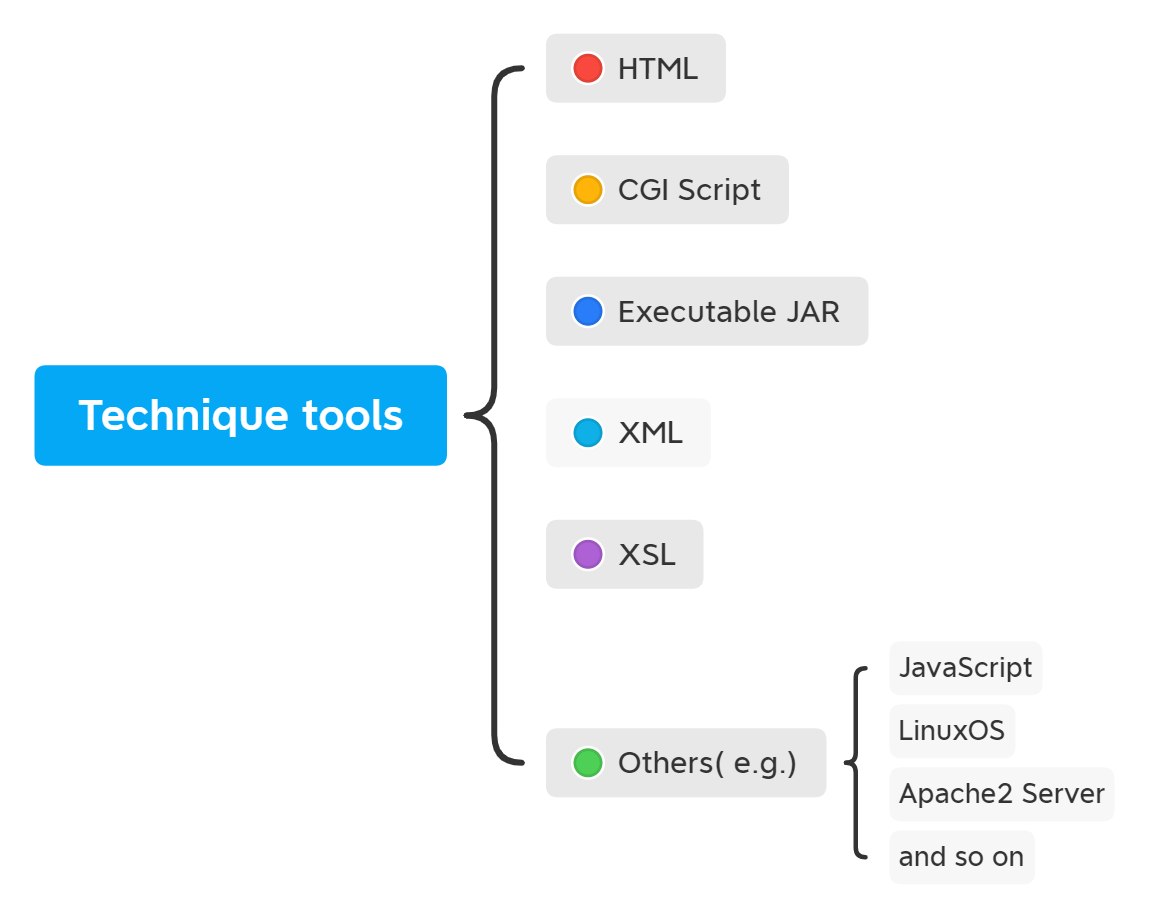 HTML
CGI Script
Executable JAR
Technique tools
XML
XSL
JavaScript
LinuxOS
Others( e.g.)
Apache2 Server
and so on